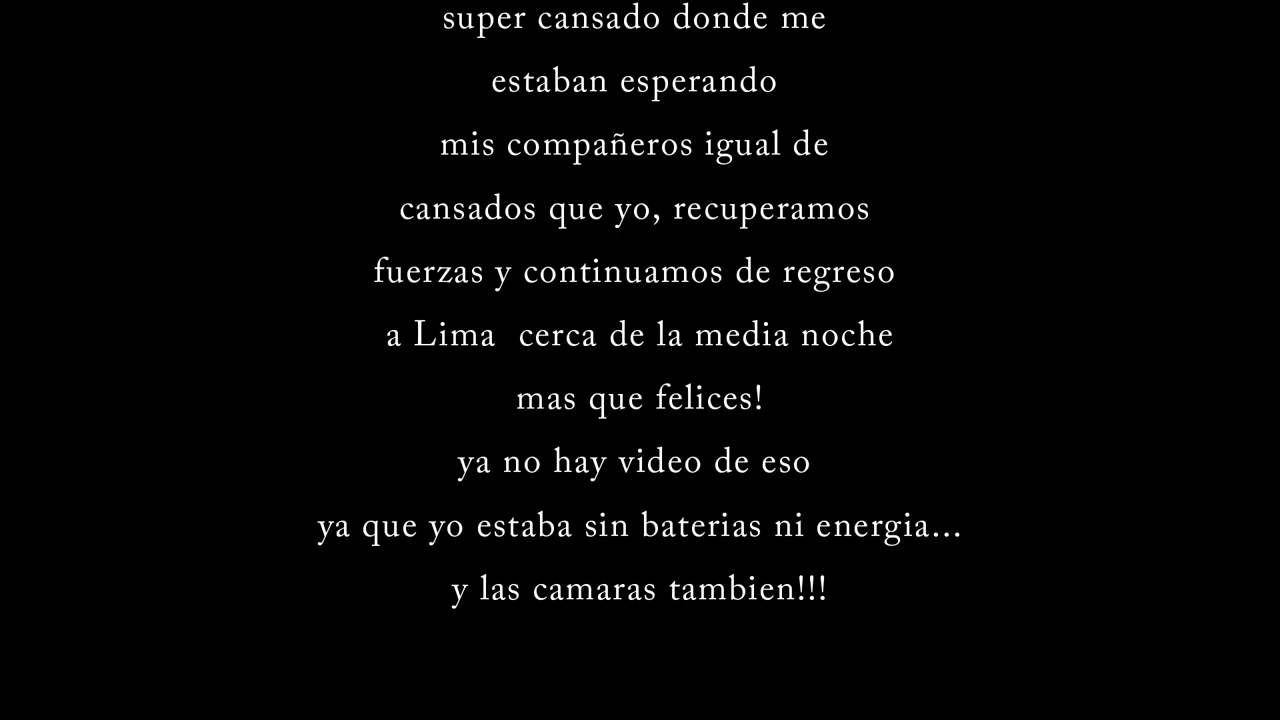 super cansado donde me
estaban esperando
mis compañeros igual de
cansados que yo, recuperamos
fuerzas y continuamos de regreso
a Lima  cerca de la media noche
mas que felices!
ya no hay video de eso
ya que yo estaba sin baterias ni energia...
y las camaras tambien!!!